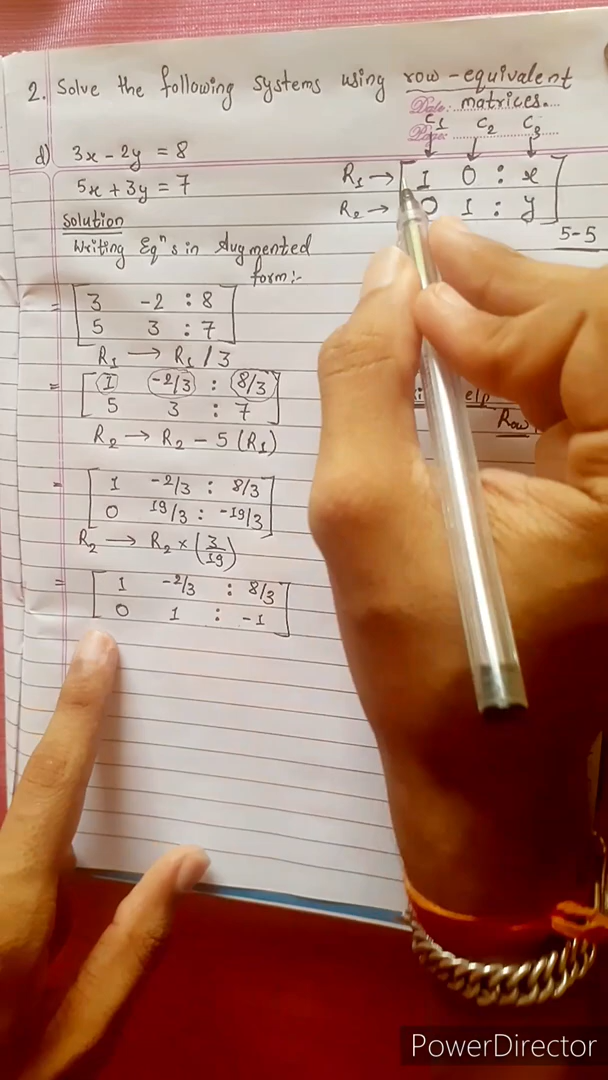 2. Solve the following systems using row-equivalent
Date: matrices.
C1 C2 C3
d) 3x - 2y = 8
5x + 3y = 7
R1 → [ 1 0 : x ]
R2 → [ 0 1 : y ]
5-5
Solution
Writing Eqns in Augmented
form:-
= [ 3 -2 : 8 ]
[ 5 3 : 7 ]
R1 → R1 / 3
= [ 1 -2/3 : 8/3 ]
[ 5 3 : 7 ]
elp
Row
R2 → R2 - 5 (R1)
= [ 1 -2/3 : 8/3 ]
[ 0 19/3 : -19/3 ]
R2 → R2 × (3/19)
= [ 1 -2/3 : 8/3 ]
[ 0 1 : -1 ]
PowerDirector